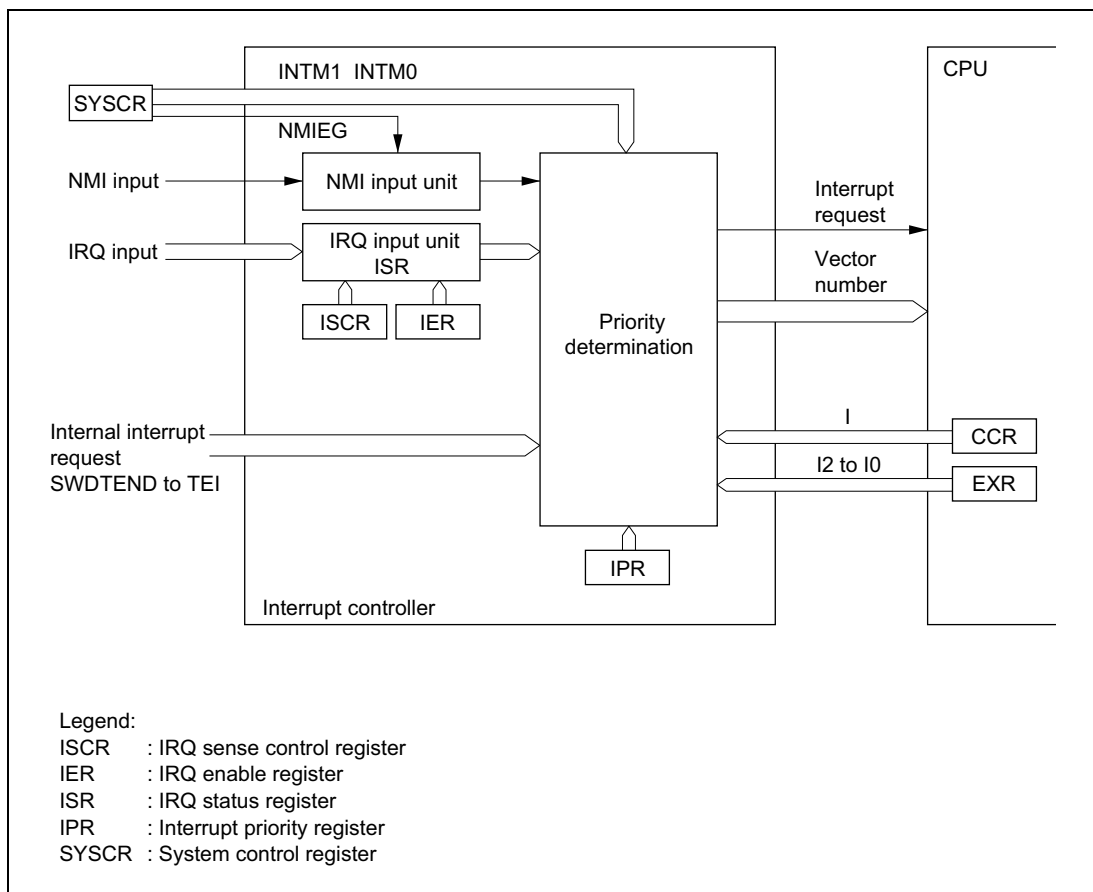 INTM1 INTM0
CPU
SYSCR
NMIEG
NMI input
NMI input unit
Interrupt
request
IRQ input
IRQ input unit
ISR
Vector
number
ISCR
IER
Priority
determination
I
CCR
Internal interrupt
request
SWDTEND to TEI
I2 to I0
EXR
IPR
Interrupt controller
Legend:
ISCR : IRQ sense control register
IER : IRQ enable register
ISR : IRQ status register
IPR : Interrupt priority register
SYSCR : System control register